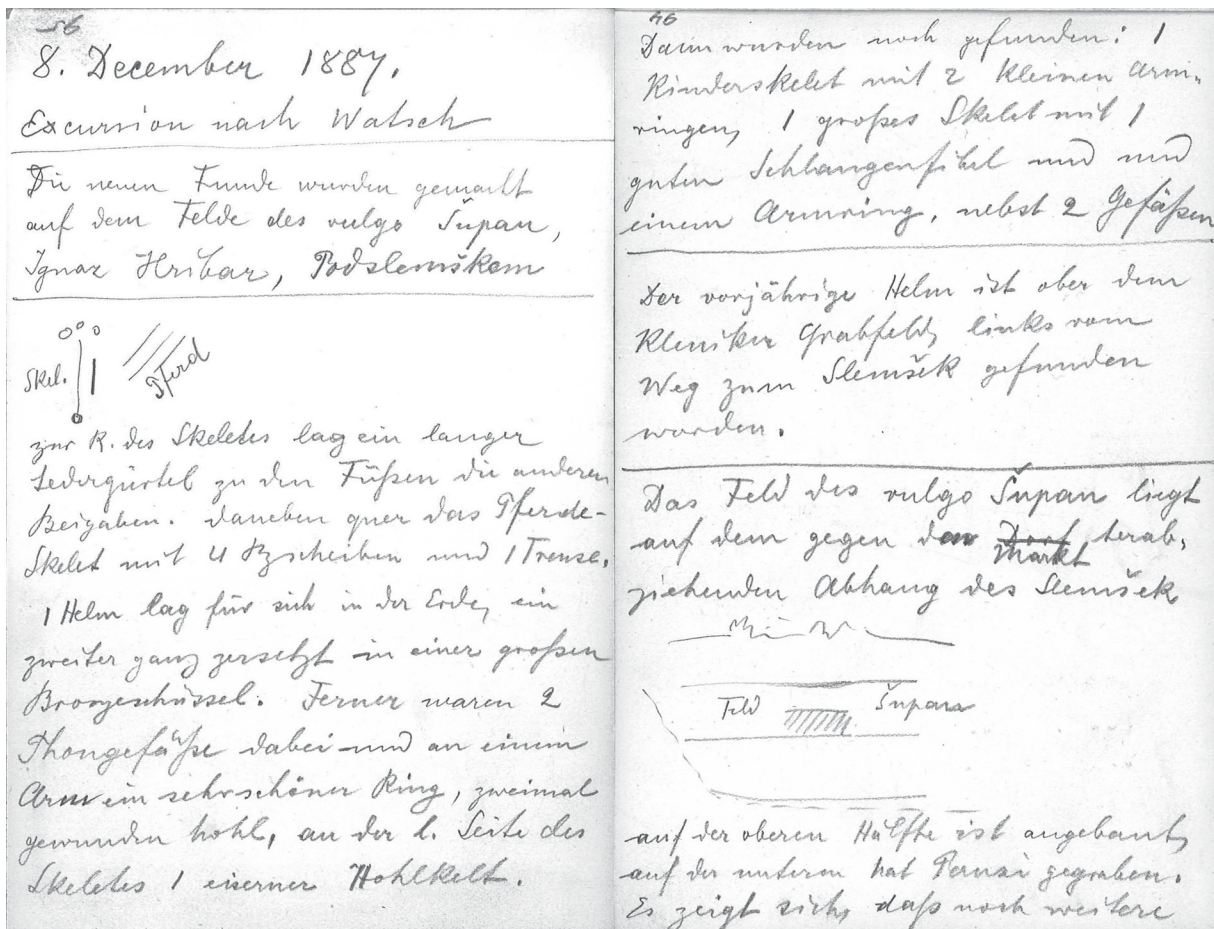 56
8. December 1887.
Excursion nach Watsch
Die neuen Funde wurden gemacht
auf dem Felde des vulgo Šupan,
Ignaz Hribar, Podslemškem
Skel.
Pferd
zur R. des Skeletes lag ein langer
Ledergürtel zu den Füßen die anderen
Beigaben. daneben quer das Pferde-
Skelet mit 4 Bzscheiben und 1 Trense.
1 Helm lag für sich in der Erde, ein
zweiter ganz zersetzt in einer großen
Bronzeschüssel. Ferner waren 2
Thongefäße dabei und an einem
Arm ein sehr schöner Ring, zweimal
gewunden hohl, an der l. Seite des
Skeletes 1 eiserner Hohlkelt.
46
Dann wurden noch gefunden: 1
Kinderskelet mit 2 kleinen Arm-
ringen, 1 großes Skelet mit 1
guten Schlangenfibel und und
einem Armring, nebst 2 Gefäßen
Der vorjährige Helm ist ober dem
Kleniker Grabfeld, links vom
Weg zum Slemšek gefunden
worden.
Das Feld des vulgo Šupan liegt
auf dem gegen den Dorf herab-
Markt
ziehenden Abhang des Slemšek
Feld Šupan
auf der oberen Hälfte ist angebaut,
auf der unteren hat Peruzi gegraben.
Es zeigt sich, daß noch weitere